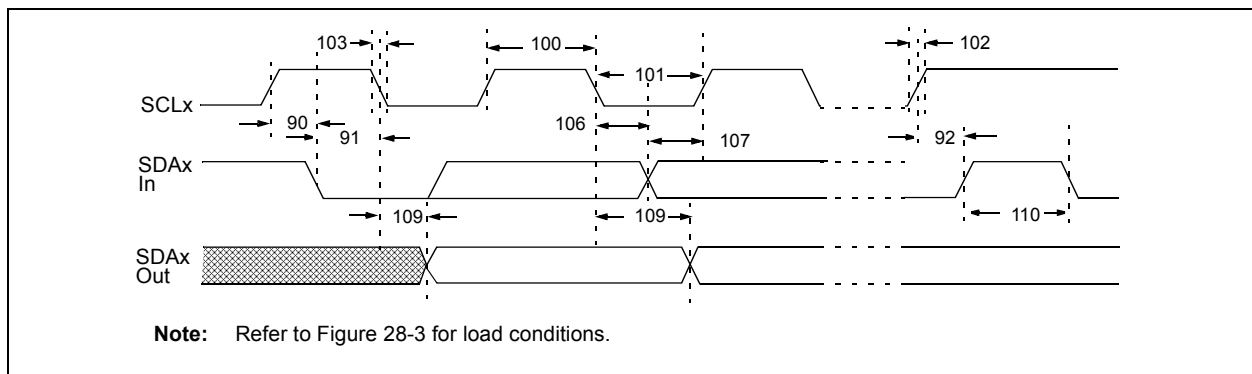 103
100
102
101
SCLx
90
91
106
107
92
SDAx
In
109
109
110
SDAx
Out
Note: Refer to Figure 28-3 for load conditions.